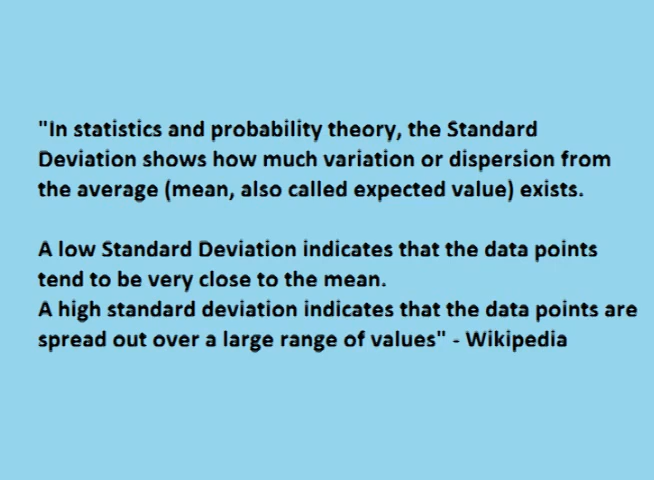 "In statistics and probability theory, the Standard
Deviation shows how much variation or dispersion from
the average (mean, also called expected value) exists.
A low Standard Deviation indicates that the data points
tend to be very close to the mean.
A high standard deviation indicates that the data points are
spread out over a large range of values" - Wikipedia